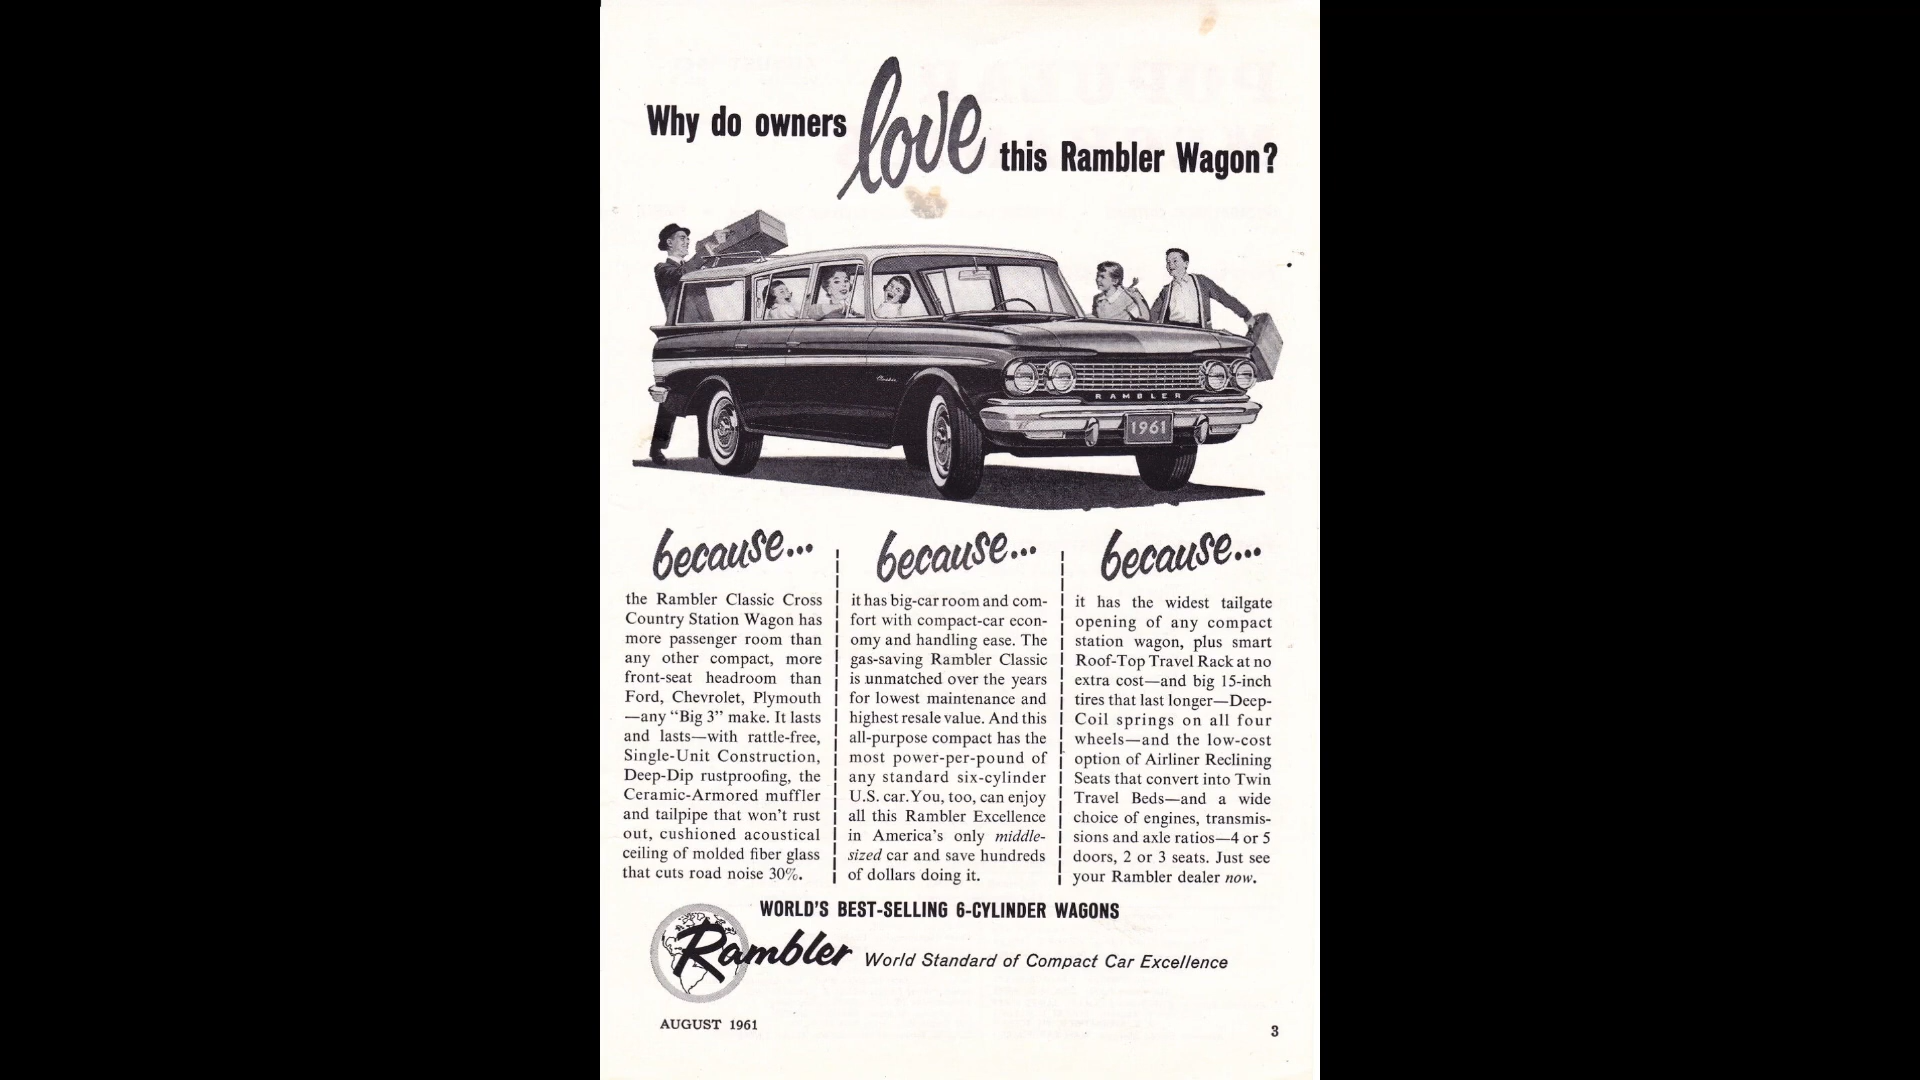 Why do owners love this Rambler Wagon?
Classic
RAMBLER
1961
because...
the Rambler Classic Cross
Country Station Wagon has
more passenger room than
any other compact, more
front-seat headroom than
Ford, Chevrolet, Plymouth
—any “Big 3” make. It lasts
and lasts—with rattle-free,
Single-Unit Construction,
Deep-Dip rustproofing, the
Ceramic-Armored muffler
and tailpipe that won’t rust
out, cushioned acoustical
ceiling of molded fiber glass
that cuts road noise 30%.
because...
it has big-car room and com-
fort with compact-car econ-
omy and handling ease. The
gas-saving Rambler Classic
is unmatched over the years
for lowest maintenance and
highest resale value. And this
all-purpose compact has the
most power-per-pound of
any standard six-cylinder
U.S. car. You, too, can enjoy
all this Rambler Excellence
in America’s only middle-
sized car and save hundreds
of dollars doing it.
because...
it has the widest tailgate
opening of any compact
station wagon, plus smart
Roof-Top Travel Rack at no
extra cost—and big 15-inch
tires that last longer—Deep-
Coil springs on all four
wheels—and the low-cost
option of Airliner Reclining
Seats that convert into Twin
Travel Beds—and a wide
choice of engines, transmis-
sions and axle ratios—4 or 5
doors, 2 or 3 seats. Just see
your Rambler dealer now.
WORLD’S BEST-SELLING 6-CYLINDER WAGONS
Rambler World Standard of Compact Car Excellence
AUGUST 1961
3